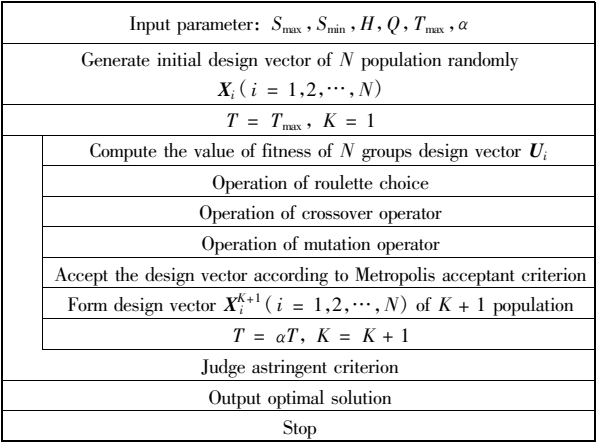 Input parameter: S_max, S_min, H, Q, T_max, α
Generate initial design vector of N population randomly
X_i (i = 1,2,⋯,N)
T = T_max, K = 1
Compute the value of fitness of N groups design vector U_i
Operation of roulette choice
Operation of crossover operator
Operation of mutation operator
Accept the design vector according to Metropolis acceptant criterion
Form design vector X_i^{K+1} (i = 1,2,⋯,N) of K + 1 population
T = αT, K = K + 1
Judge astringent criterion
Output optimal solution
Stop